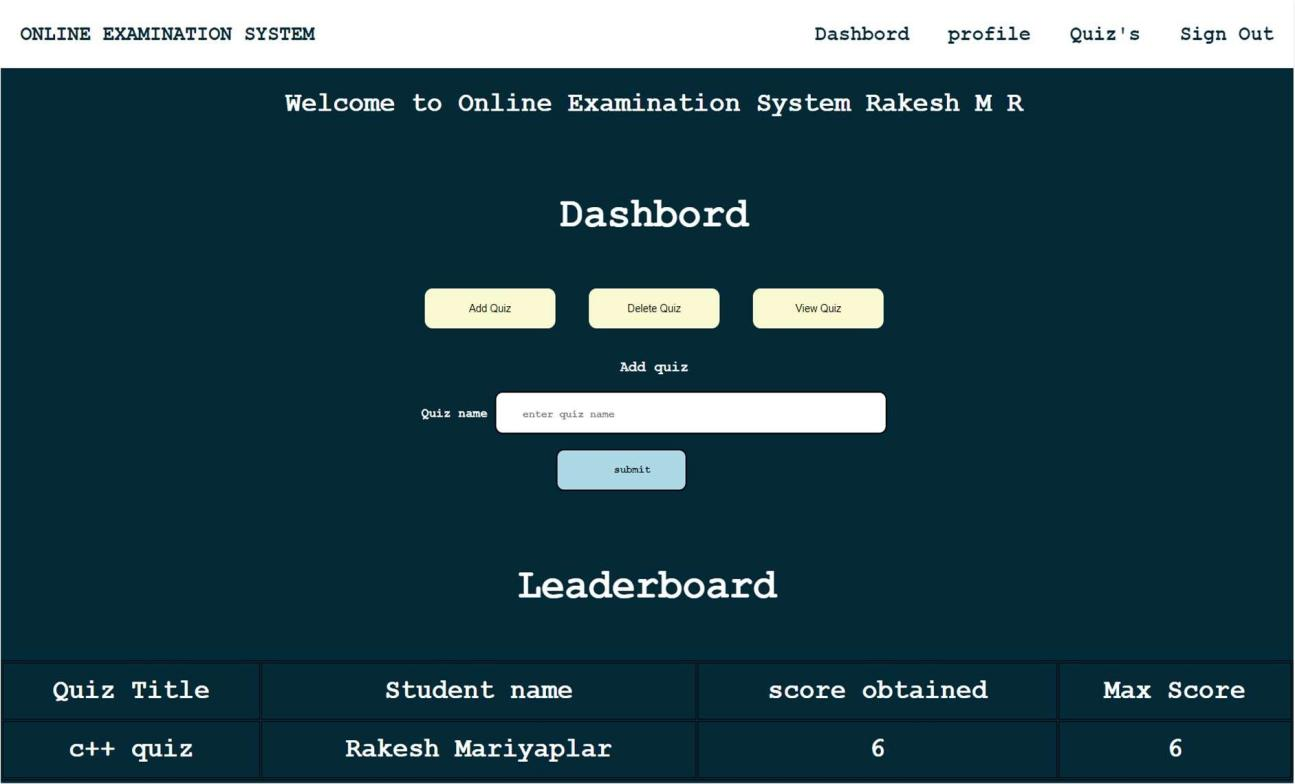 ONLINE EXAMINATION SYSTEM Dashbord profile Quiz's Sign Out
Welcome to Online Examination System Rakesh M R
Dashbord
Add Quiz Delete Quiz View Quiz
Add quiz
Quiz name enter quiz name
submit
Leaderboard
Quiz Title Student name score obtained Max Score
c++ quiz Rakesh Mariyaplar 6 6